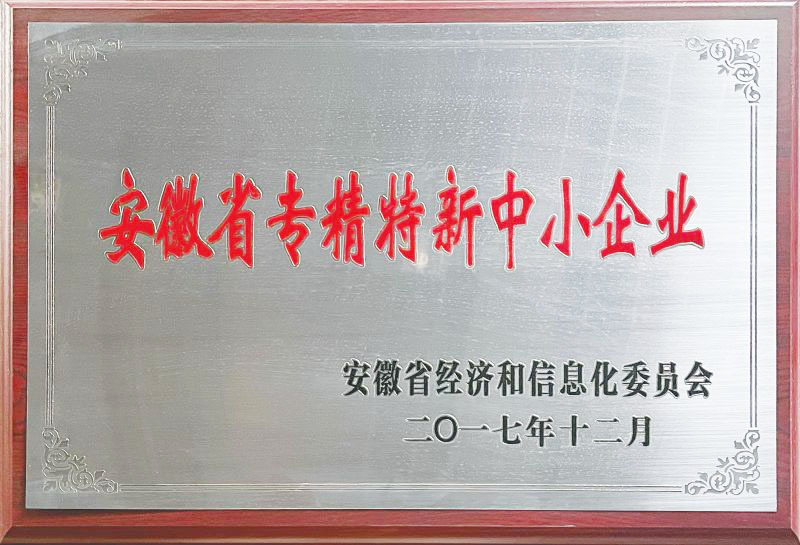 安徽省专精特新中小企业
安徽省经济和信息化委员会
二〇一七年十二月